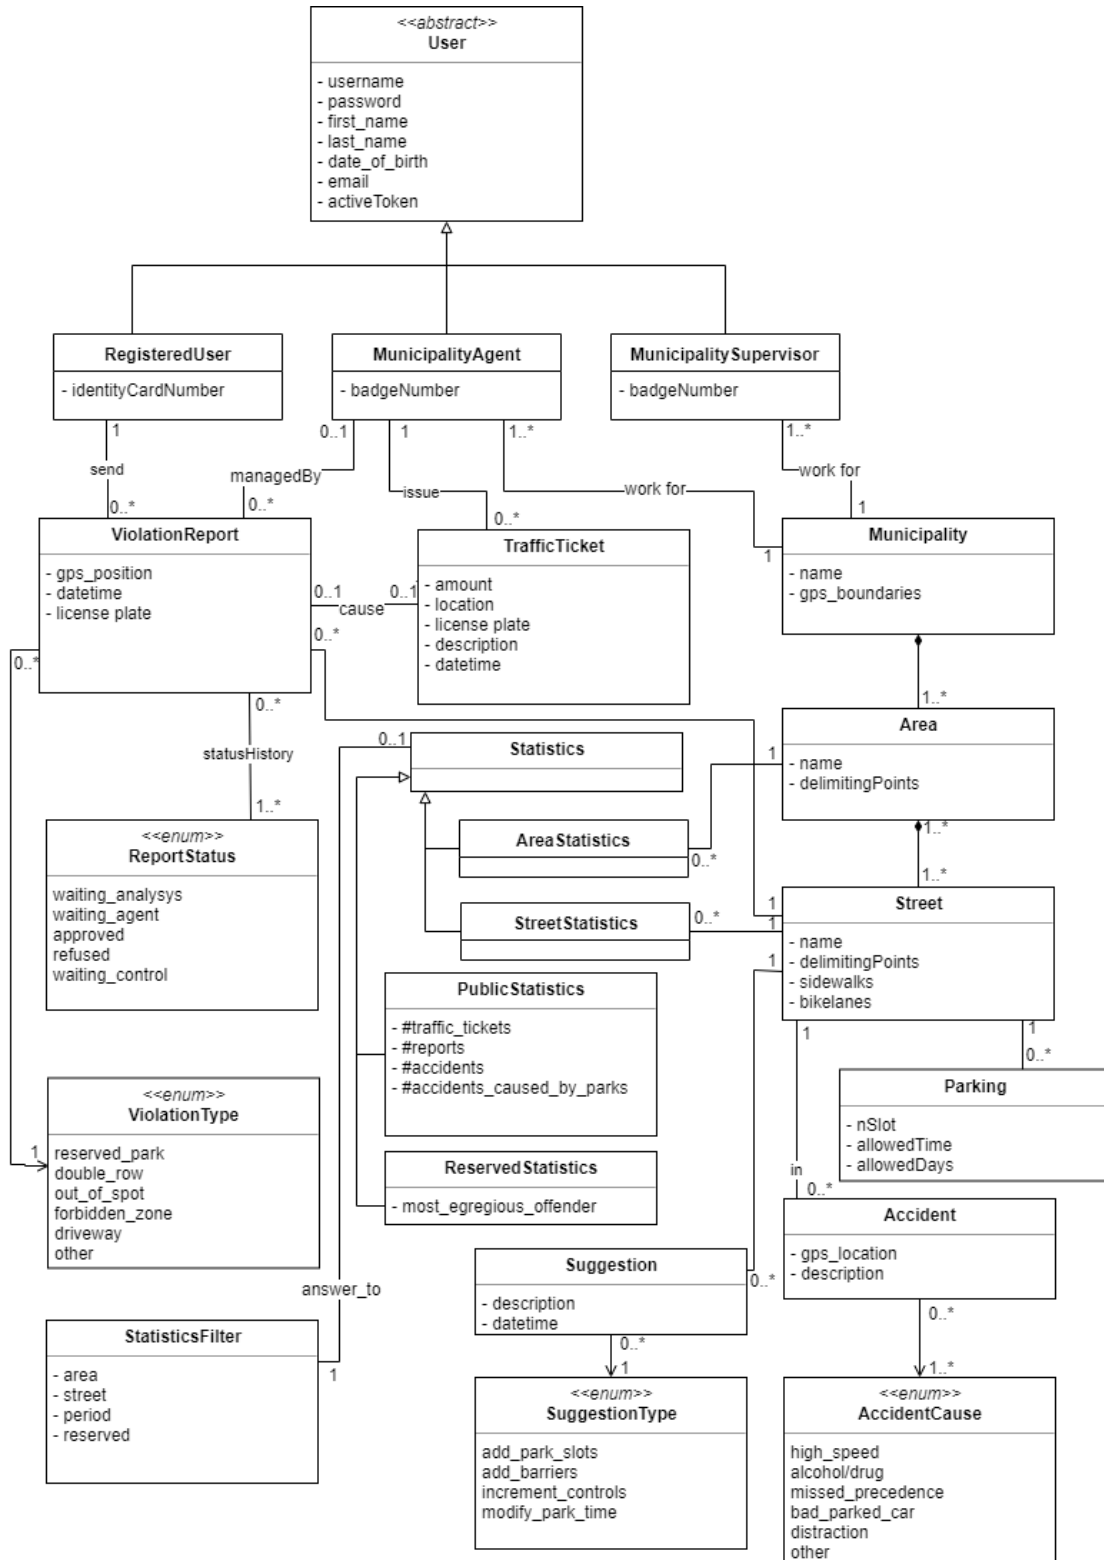 <<abstract>>
User
- username
- password
- first_name
- last_name
- date_of_birth
- email
- activeToken
RegisteredUser
- identityCardNumber
MunicipalityAgent
- badgeNumber
MunicipalitySupervisor
- badgeNumber
1
send
0..*
0..1
managedBy
0..*
1
issue
0..*
1..*
work for
1
1..*
work for
1
ViolationReport
- gps_position
- datetime
- license plate
0..1
cause
0..1
TrafficTicket
- amount
- location
- license plate
- description
- datetime
Municipality
- name
- gps_boundaries
0..*
0..*
0..*
statusHistory
1..*
1..*
Area
- name
- delimitingPoints
1
0..1
Statistics
AreaStatistics
0..*
1..*
1..*
<<enum>>
ReportStatus
waiting_analysys
waiting_agent
approved
refused
waiting_control
StreetStatistics
0..*
1
1
1
Street
- name
- delimitingPoints
- sidewalks
- bikelanes
PublicStatistics
- #traffic_tickets
- #reports
- #accidents
- #accidents_caused_by_parks
1
1
0..*
Parking
- nSlot
- allowedTime
- allowedDays
<<enum>>
ViolationType
reserved_park
double_row
out_of_spot
forbidden_zone
driveway
other
1
ReservedStatistics
- most_egregious_offender
in
0..*
Accident
- gps_location
- description
Suggestion
- description
- datetime
0..*
answer_to
StatisticsFilter
- area
- street
- period
- reserved
1
0..*
1
0..*
1..*
<<enum>>
SuggestionType
add_park_slots
add_barriers
increment_controls
modify_park_time
<<enum>>
AccidentCause
high_speed
alcohol/drug
missed_precedence
bad_parked_car
distraction
other